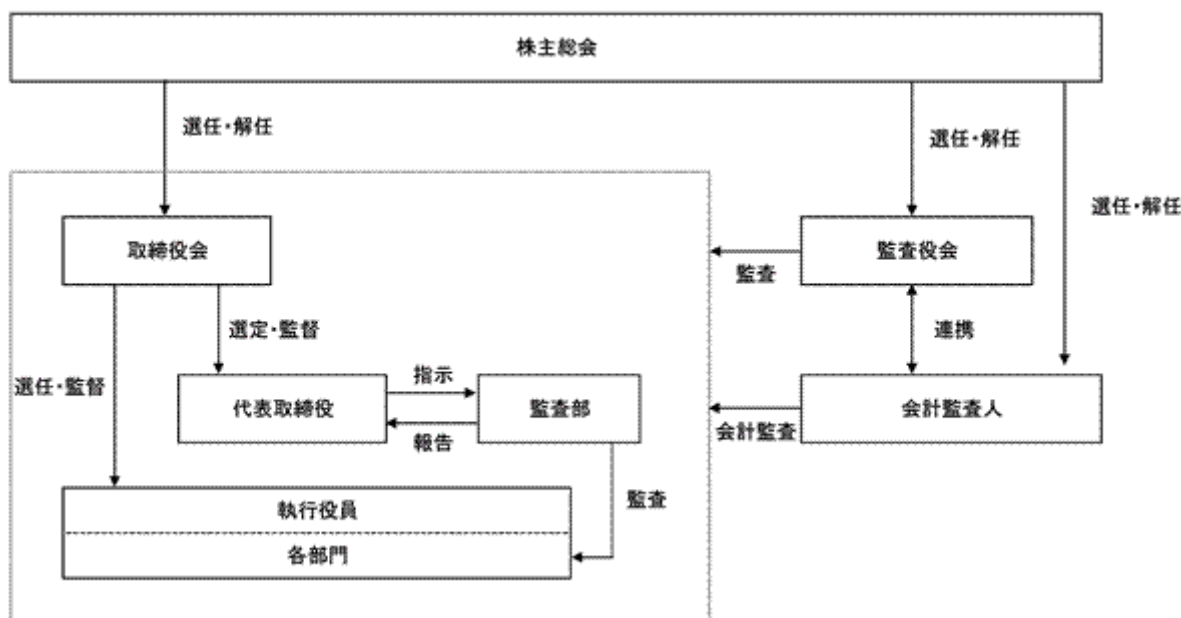 株主総会
選任・解任
選任・解任
選任・解任
取締役会
監査役会
監査
選定・監督
連携
選任・監督
指示
代表取締役
監査部
会計監査人
報告
会計監査
執行役員
監査
各部門